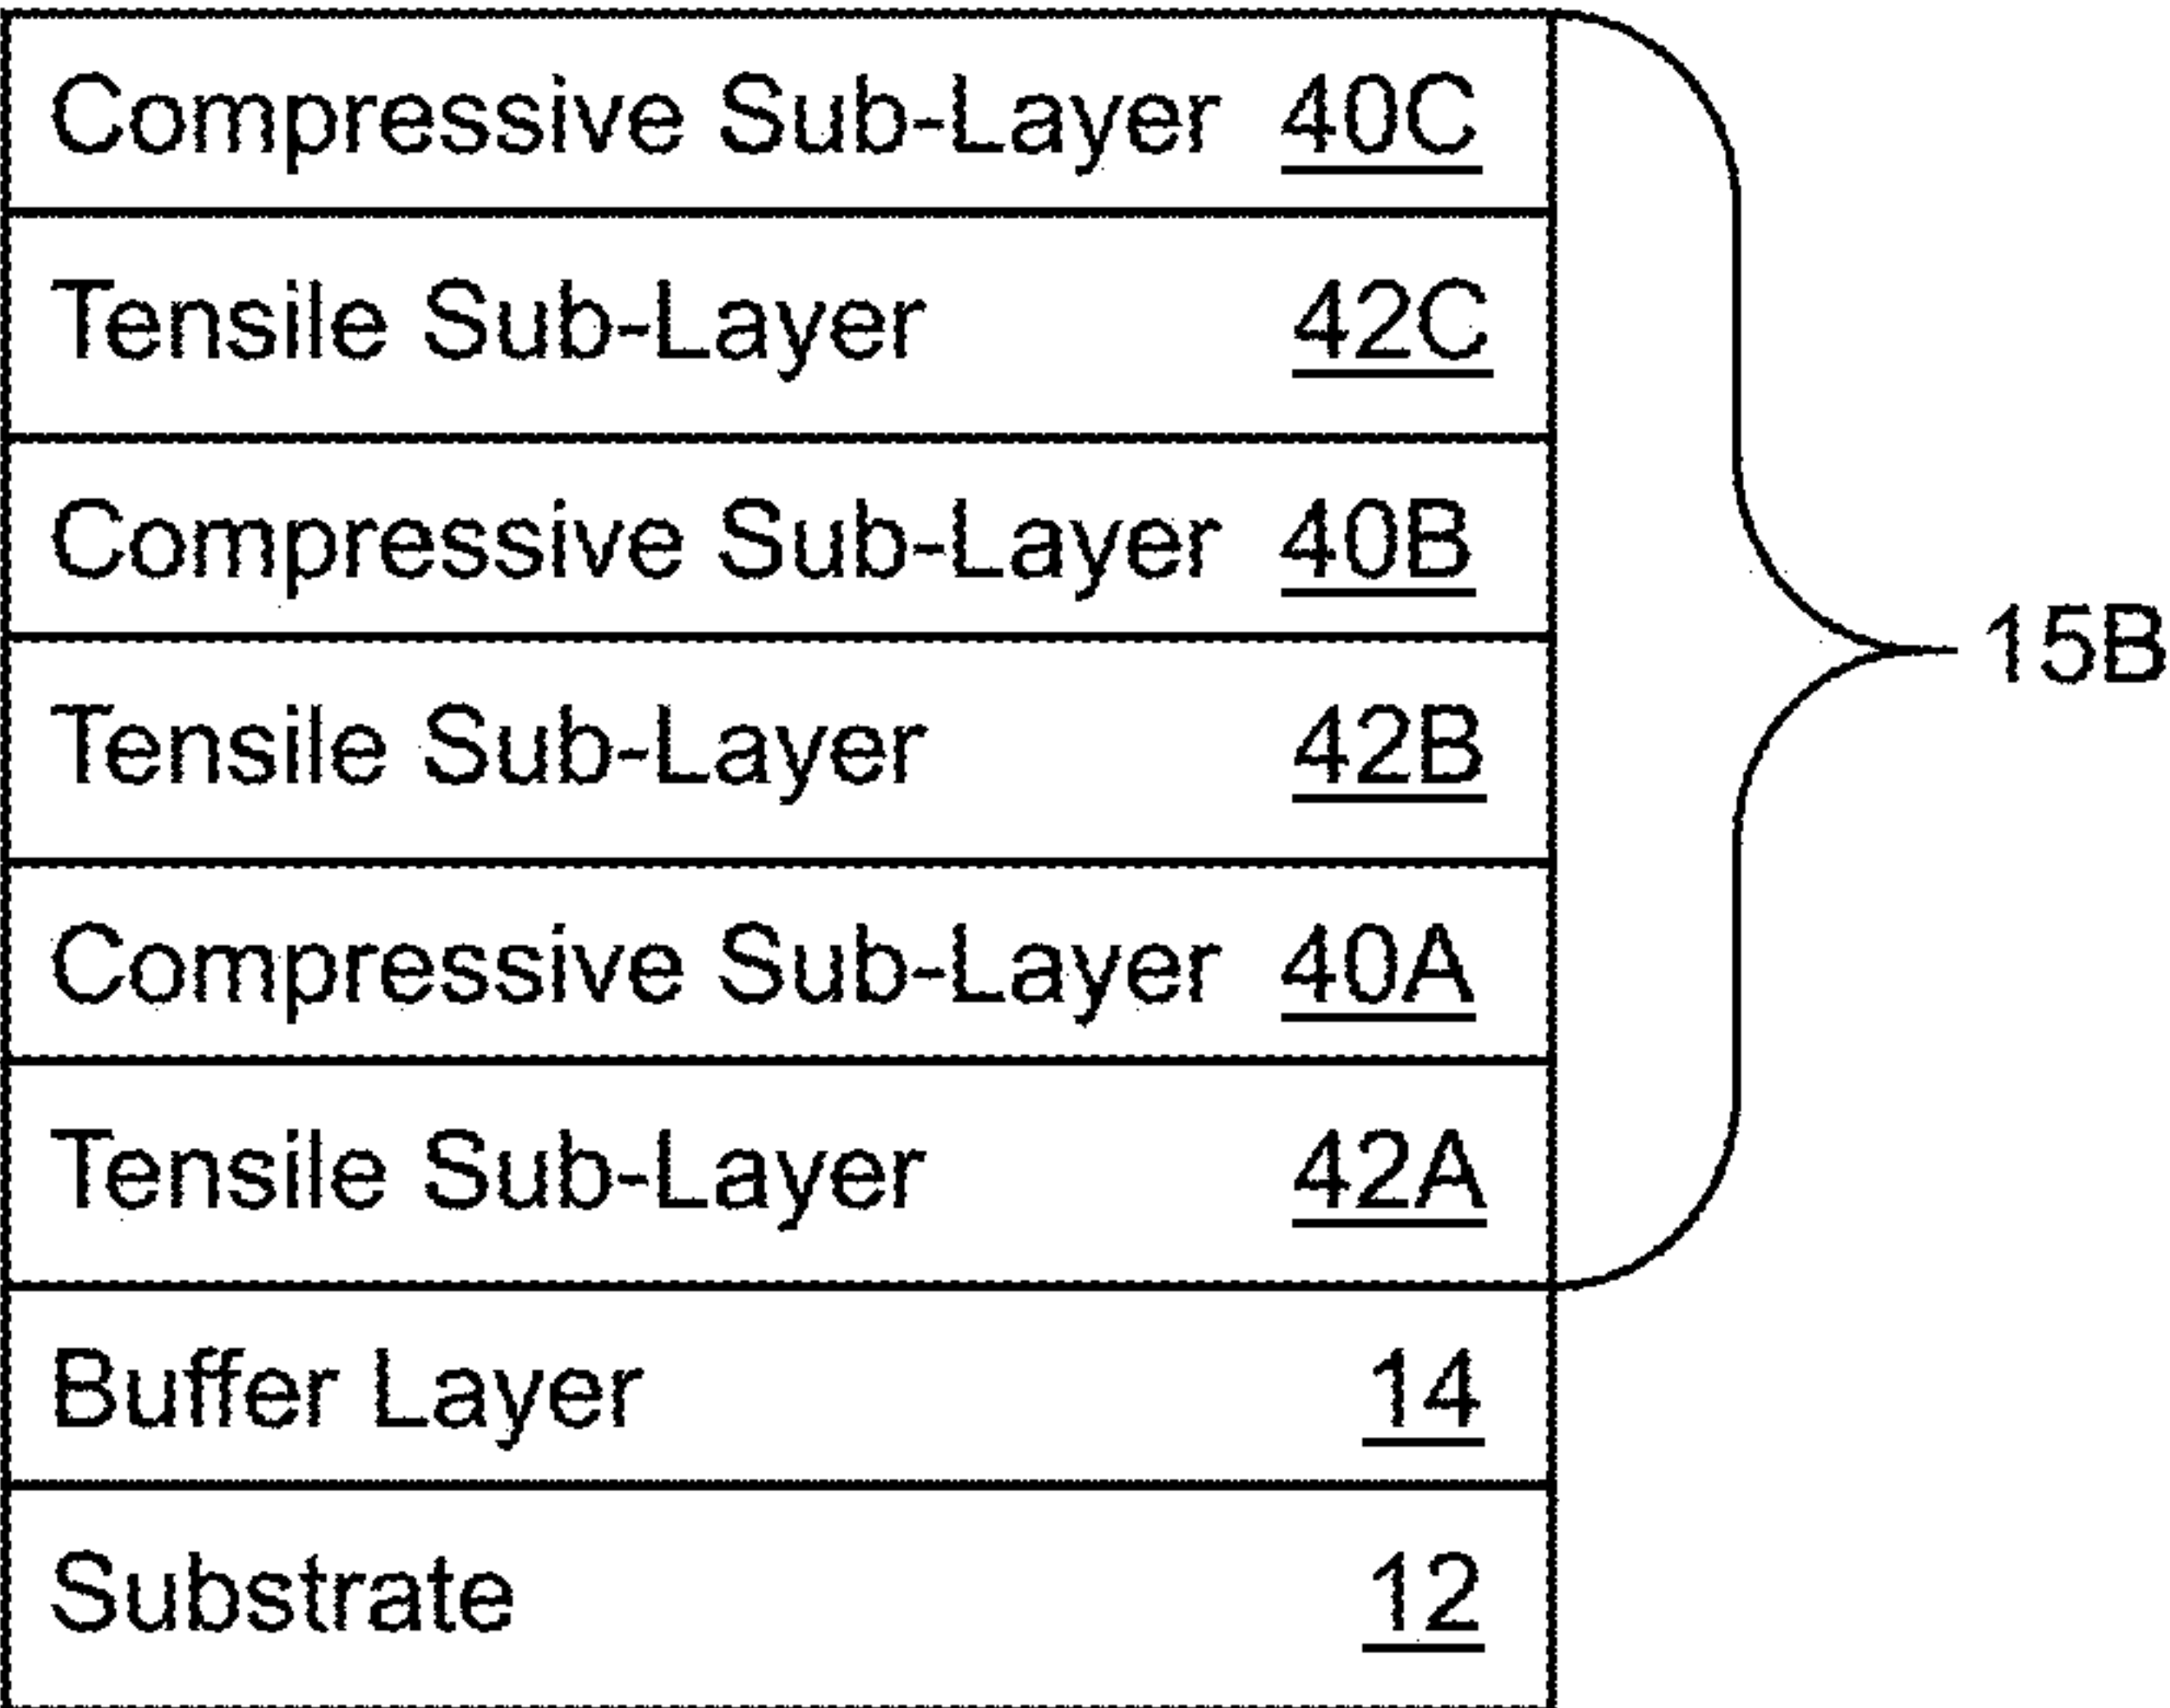 Compressive Sub-Layer 40C
Tensile Sub-Layer 42C
Compressive Sub-Layer 40B
15B
Tensile Sub-Layer 42B
Compressive Sub-Layer 40A
Tensile Sub-Layer 42A
Buffer Layer 14
Substrate 12